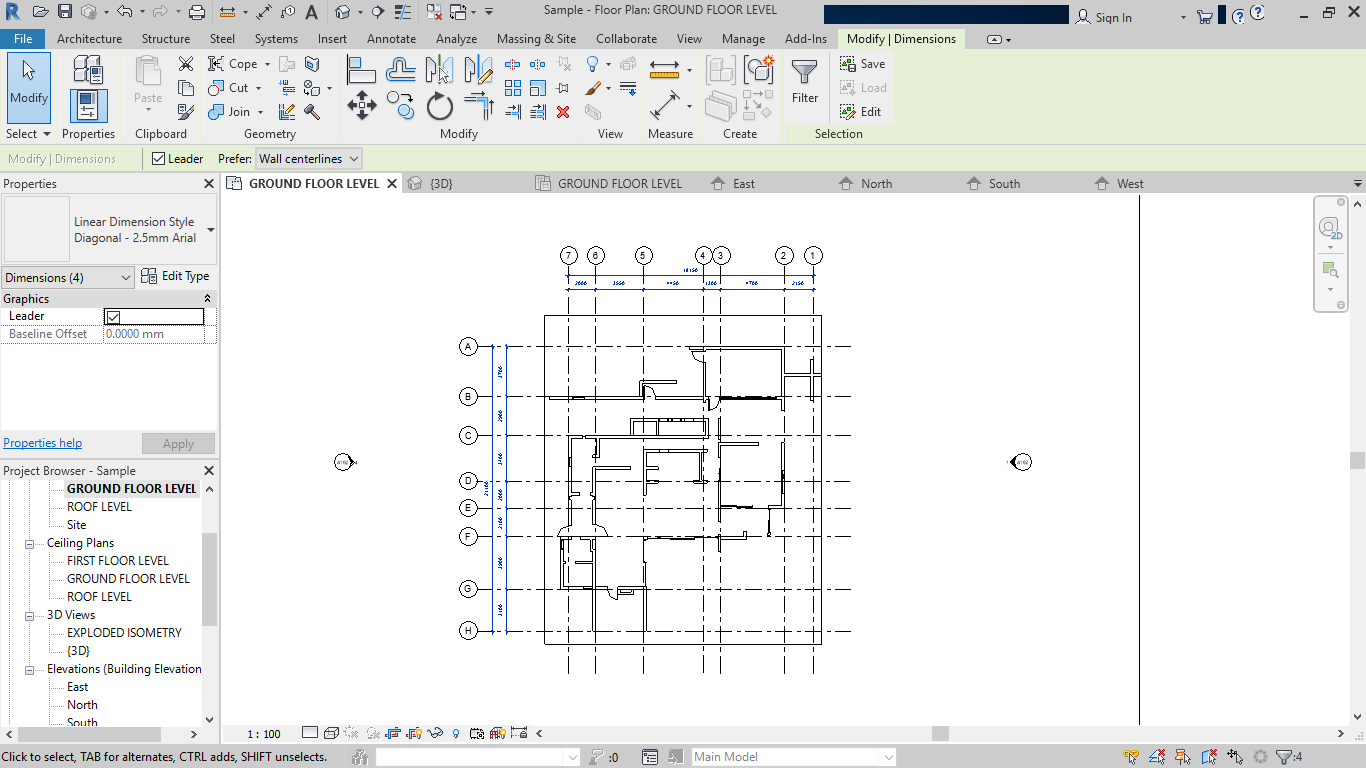 Sample - Floor Plan: GROUND FLOOR LEVEL
Sign In
File
Architecture
Structure
Steel
Systems
Insert
Annotate
Analyze
Massing & Site
Collaborate
View
Manage
Add-Ins
Modify | Dimensions
Modify
Paste
Cope
Cut
Join
Filter
Save
Load
Edit
Select
Properties
Clipboard
Geometry
Modify
View
Measure
Create
Selection
Modify | Dimensions
Leader
Prefer:
Wall centerlines
Properties
GROUND FLOOR LEVEL
{3D}
GROUND FLOOR LEVEL
East
North
South
West
Linear Dimension Style
Diagonal - 2.5mm Arial
Dimensions (4)
Edit Type
Graphics
Leader
Baseline Offset
0.0000 mm
Properties help
Apply
Project Browser - Sample
GROUND FLOOR LEVEL
ROOF LEVEL
Site
Ceiling Plans
FIRST FLOOR LEVEL
GROUND FLOOR LEVEL
ROOF LEVEL
3D Views
EXPLODED ISOMETRY
{3D}
Elevations (Building Elevation
East
North
South
7 6 5 4 3 2 1
A
B
C
D
E
F
G
H
2D
1 : 100
Click to select, TAB for alternates, CTRL adds, SHIFT unselects.
:0
Main Model
:4